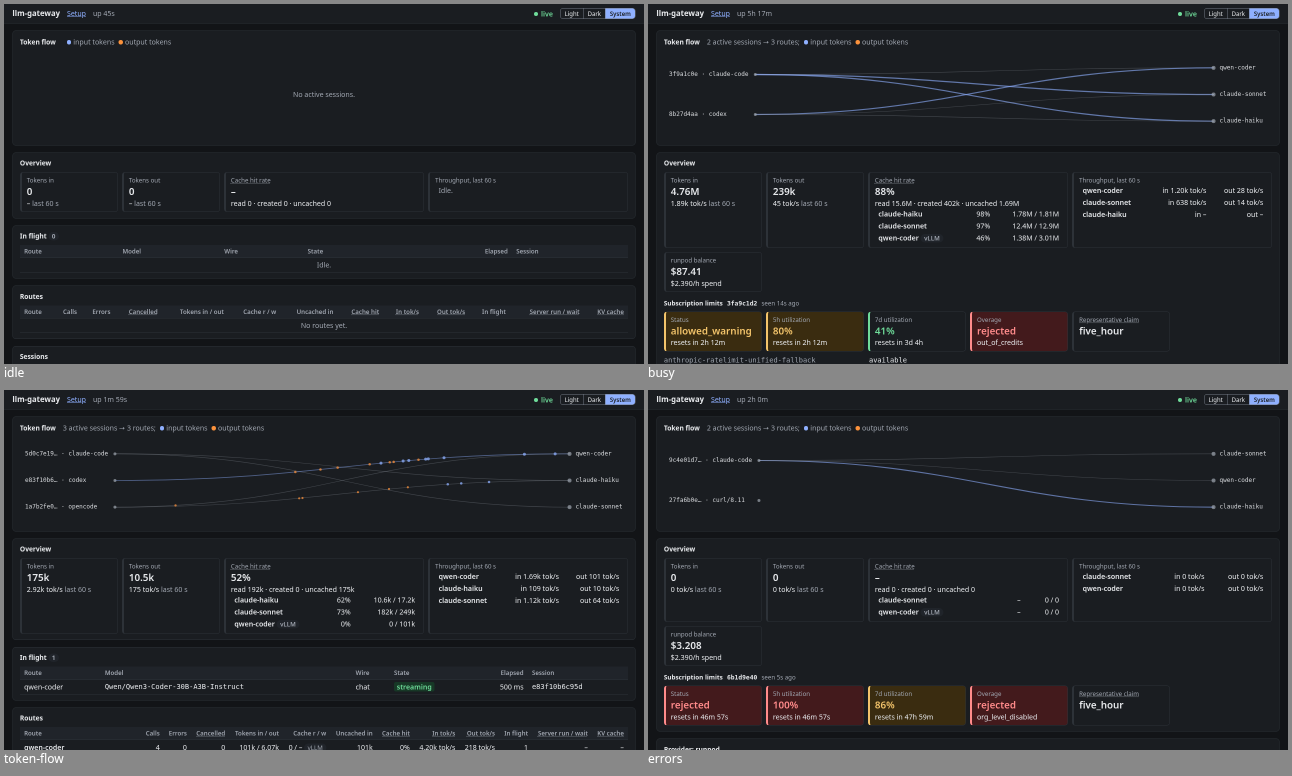 llm-gateway Setup up 45s live Light Dark System
Token flow input tokens output tokens
No active sessions.
Overview
Tokens in
0
– last 60 s
Tokens out
0
– last 60 s
Cache hit rate
–
read 0 · created 0 · uncached 0
Throughput, last 60 s
Idle.
In flight 0
Route Model Wire State Elapsed Session
Idle.
Routes
Route Calls Errors Cancelled Tokens in / out Cache r / w Uncached in Cache hit In tok/s Out tok/s In flight Server run / wait KV cache
No routes yet.
Sessions
idle
llm-gateway Setup up 5h 17m live Light Dark System
Token flow 2 active sessions → 3 routes; input tokens output tokens
3f9a1c0e · claude-code
8b27d4aa · codex
qwen-coder
claude-sonnet
claude-haiku
Overview
Tokens in
4.76M
1.89k tok/s last 60 s
Tokens out
239k
45 tok/s last 60 s
Cache hit rate
88%
read 15.6M · created 402k · uncached 1.69M
claude-haiku 98% 1.78M / 1.81M
claude-sonnet 97% 12.4M / 12.9M
qwen-coder vLLM 46% 1.38M / 3.01M
Throughput, last 60 s
qwen-coder in 1.20k tok/s out 28 tok/s
claude-sonnet in 638 tok/s out 14 tok/s
claude-haiku in – out –
runpod balance
$87.41
$2.390/h spend
Subscription limits 3fa9c1d2 seen 14s ago
Status
allowed_warning
resets in 2h 12m
5h utilization
80%
resets in 2h 12m
7d utilization
41%
resets in 3d 4h
Overage
rejected
out_of_credits
Representative claim
five_hour
anthropic-ratelimit-unified-fallback available
busy
llm-gateway Setup up 1m 59s live Light Dark System
Token flow 3 active sessions → 3 routes; input tokens output tokens
5d0c7e19… · claude-code
e83f10b6… · codex
1a7b2fe0… · opencode
qwen-coder
claude-haiku
claude-sonnet
Overview
Tokens in
175k
2.92k tok/s last 60 s
Tokens out
10.5k
175 tok/s last 60 s
Cache hit rate
52%
read 192k · created 0 · uncached 175k
claude-haiku 62% 10.6k / 17.2k
claude-sonnet 73% 182k / 249k
qwen-coder vLLM 0% 0 / 101k
Throughput, last 60 s
qwen-coder in 1.69k tok/s out 101 tok/s
claude-haiku in 109 tok/s out 10 tok/s
claude-sonnet in 1.12k tok/s out 64 tok/s
In flight 1
Route Model Wire State Elapsed Session
qwen-coder Qwen/Qwen3-Coder-30B-A3B-Instruct chat streaming 500 ms e83f10b6c95d
Routes
Route Calls Errors Cancelled Tokens in / out Cache r / w Uncached in Cache hit In tok/s Out tok/s In flight Server run / wait KV cache
qwen-coder 4 0 0 101k / 6.07k 0 / – vLLM 101k 0% 4.20k tok/s 218 tok/s 1 – –
token-flow
llm-gateway Setup up 2h 0m live Light Dark System
Token flow 2 active sessions → 3 routes; input tokens output tokens
9c4e01d7… · claude-code
27fa6b0e… · curl/8.11
claude-sonnet
qwen-coder
claude-haiku
Overview
Tokens in
0
0 tok/s last 60 s
Tokens out
0
0 tok/s last 60 s
Cache hit rate
–
read 0 · created 0 · uncached 0
claude-sonnet – 0 / 0
qwen-coder vLLM – 0 / 0
Throughput, last 60 s
claude-sonnet in 0 tok/s out 0 tok/s
qwen-coder in 0 tok/s out 0 tok/s
runpod balance
$3.208
$2.390/h spend
Subscription limits 6b1d9e40 seen 5s ago
Status
rejected
resets in 46m 57s
5h utilization
100%
resets in 46m 57s
7d utilization
86%
resets in 47h 59m
Overage
rejected
org_level_disabled
Representative claim
five_hour
Provider: runpod
errors